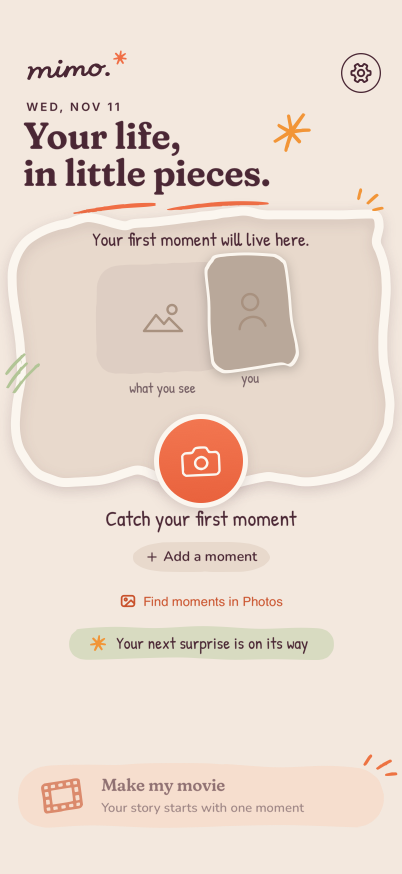 mimo.
WED, NOV 11
Your life,
in little pieces.
Your first moment will live here.
what you see
you
Catch your first moment
+ Add a moment
Find moments in Photos
Your next surprise is on its way
Make my movie
Your story starts with one moment